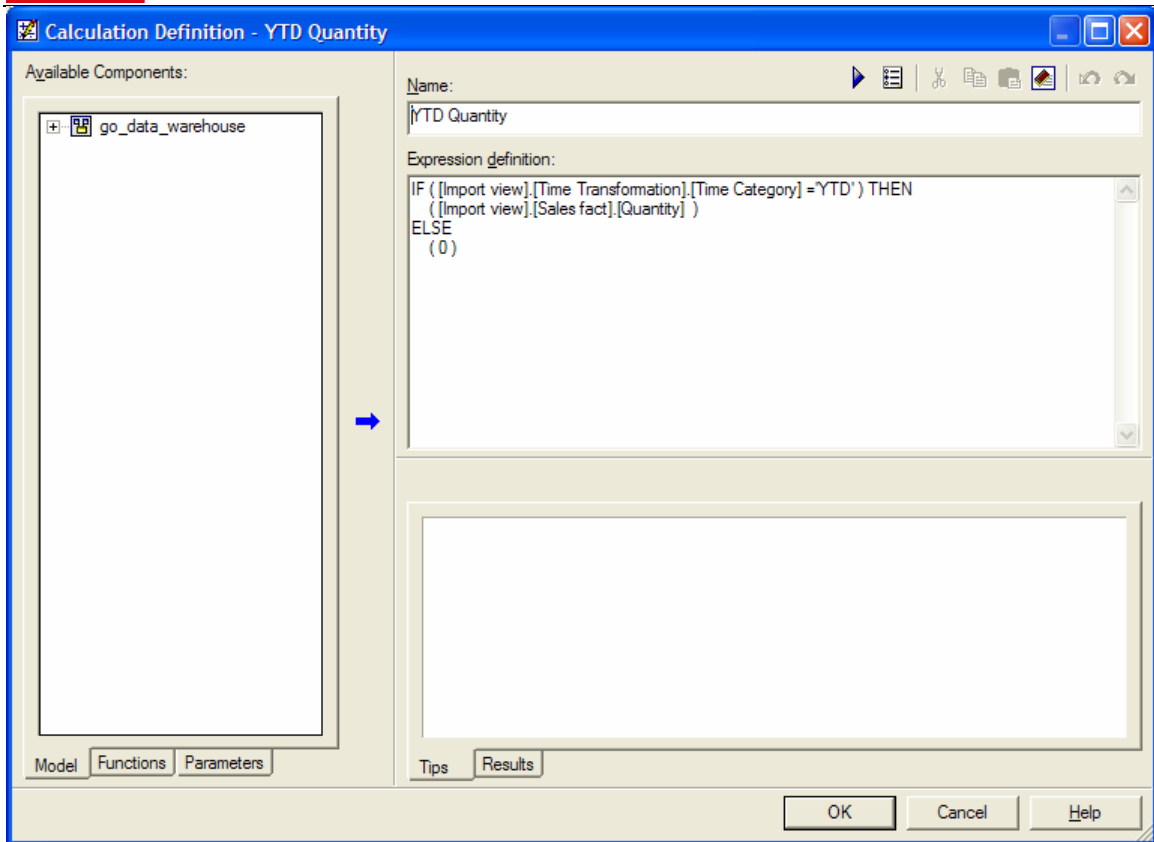 Calculation Definition - YTD Quantity
Available Components:
go_data_warehouse
Model
Functions
Parameters
Name:
YTD Quantity
Expression definition:
IF ( [Import view].[Time Transformation].[Time Category] ='YTD' ) THEN
( [Import view].[Sales fact].[Quantity] )
ELSE
( 0 )
Tips
Results
OK
Cancel
Help